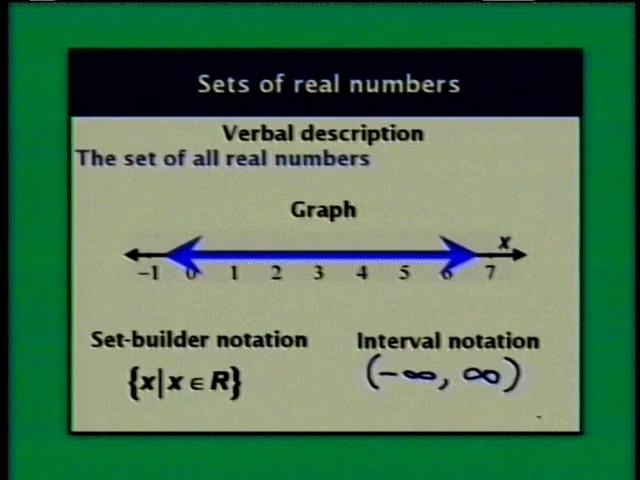 Sets of real numbers
Verbal description
The set of all real numbers
Graph
x
−1 0 1 2 3 4 5 6 7
Set-builder notation Interval notation
{x|x ∈ R} (−∞, ∞)